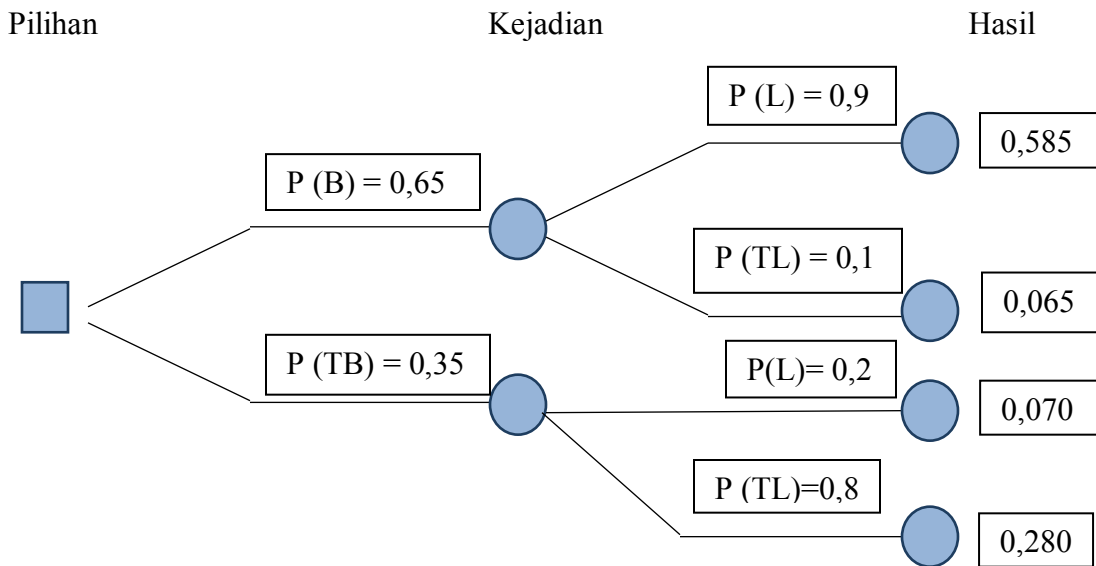 Pilihan Kejadian Hasil
P (L) = 0,9
0,585
P (B) = 0,65
P (TL) = 0,1
0,065
P (TB) = 0,35
P(L)= 0,2
0,070
P (TL)=0,8
0,280